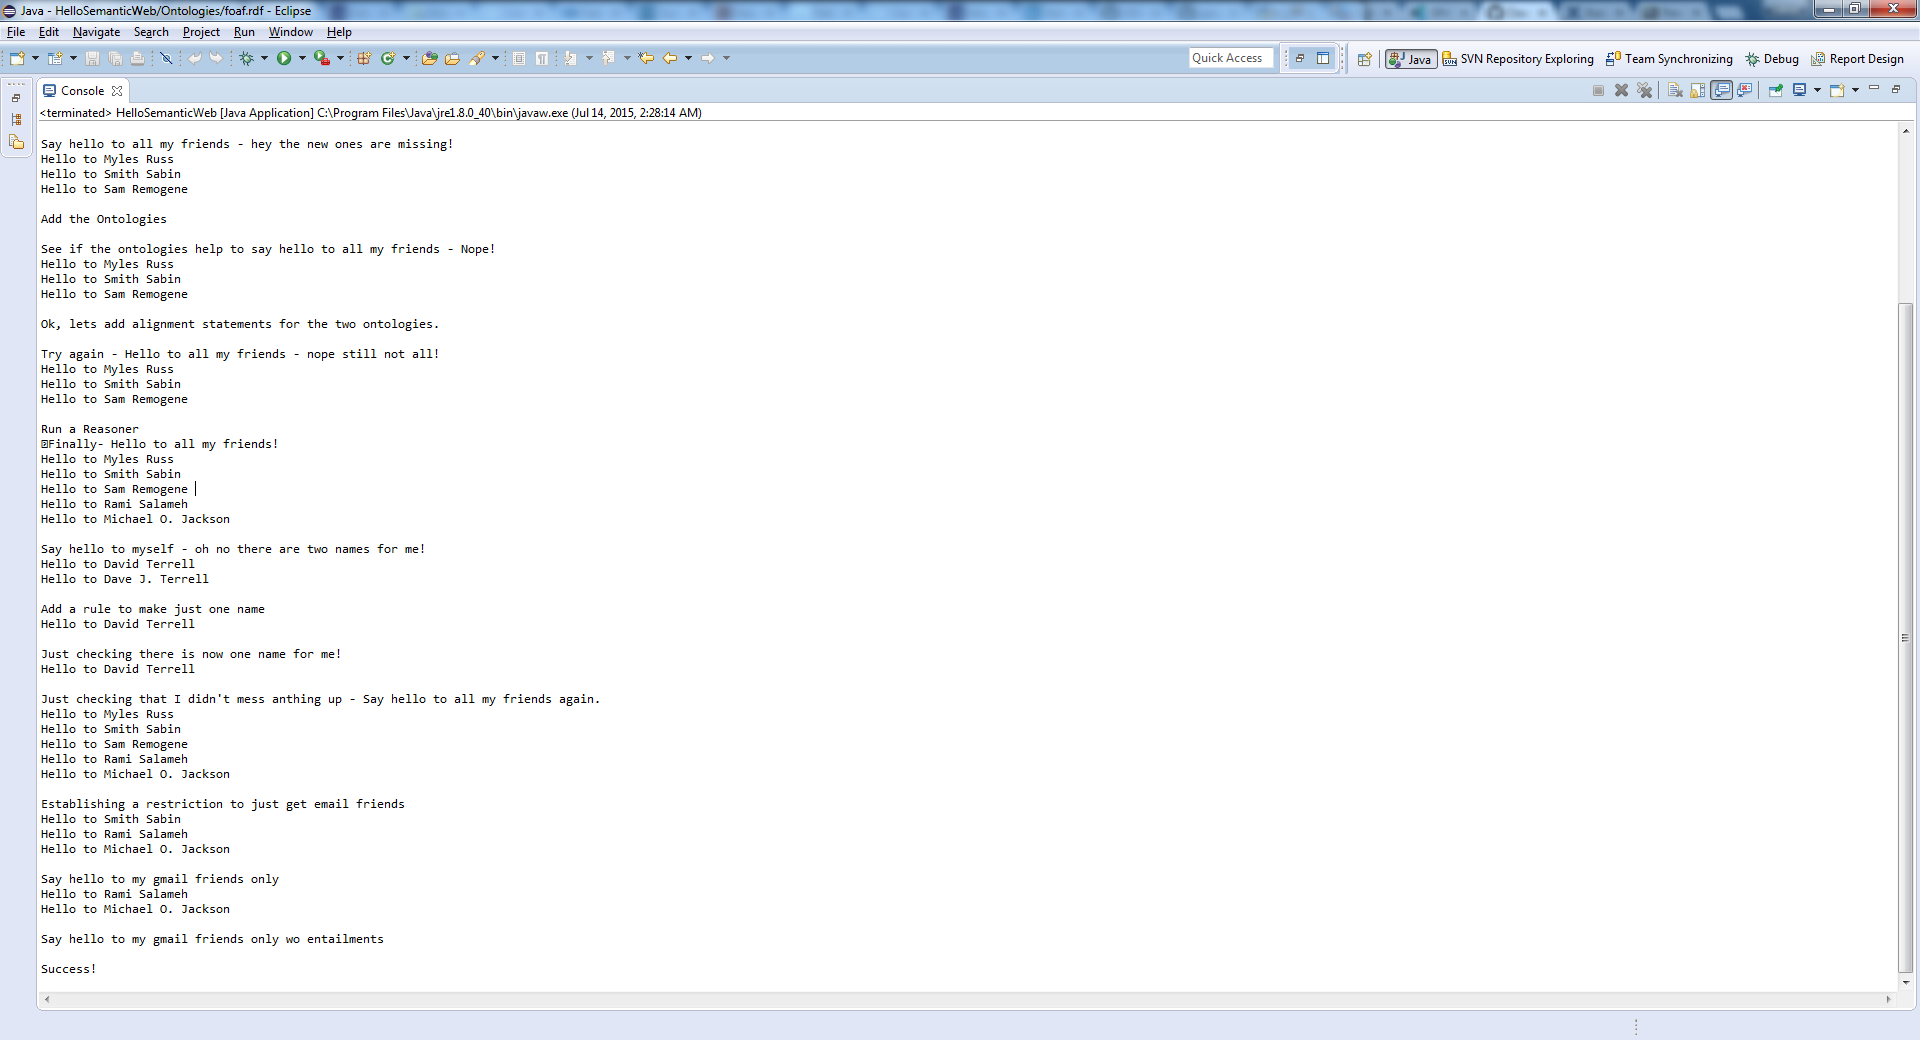 Java - HelloSemanticWeb/Ontologies/foaf.rdf - Eclipse
File Edit Navigate Search Project Run Window Help
Quick Access Java SVN Repository Exploring Team Synchronizing Debug Report Design
Console
<terminated> HelloSemanticWeb [Java Application] C:\Program Files\Java\jre1.8.0_40\bin\javaw.exe (Jul 14, 2015, 2:28:14 AM)
Say hello to all my friends - hey the new ones are missing!
Hello to Myles Russ
Hello to Smith Sabin
Hello to Sam Remogene
Add the Ontologies
See if the ontologies help to say hello to all my friends - Nope!
Hello to Myles Russ
Hello to Smith Sabin
Hello to Sam Remogene
Ok, lets add alignment statements for the two ontologies.
Try again - Hello to all my friends - nope still not all!
Hello to Myles Russ
Hello to Smith Sabin
Hello to Sam Remogene
Run a Reasoner
Finally- Hello to all my friends!
Hello to Myles Russ
Hello to Smith Sabin
Hello to Sam Remogene
Hello to Rami Salameh
Hello to Michael O. Jackson
Say hello to myself - oh no there are two names for me!
Hello to David Terrell
Hello to Dave J. Terrell
Add a rule to make just one name
Hello to David Terrell
Just checking there is now one name for me!
Hello to David Terrell
Just checking that I didn't mess anthing up - Say hello to all my friends again.
Hello to Myles Russ
Hello to Smith Sabin
Hello to Sam Remogene
Hello to Rami Salameh
Hello to Michael O. Jackson
Establishing a restriction to just get email friends
Hello to Smith Sabin
Hello to Rami Salameh
Hello to Michael O. Jackson
Say hello to my gmail friends only
Hello to Rami Salameh
Hello to Michael O. Jackson
Say hello to my gmail friends only wo entailments
Success!